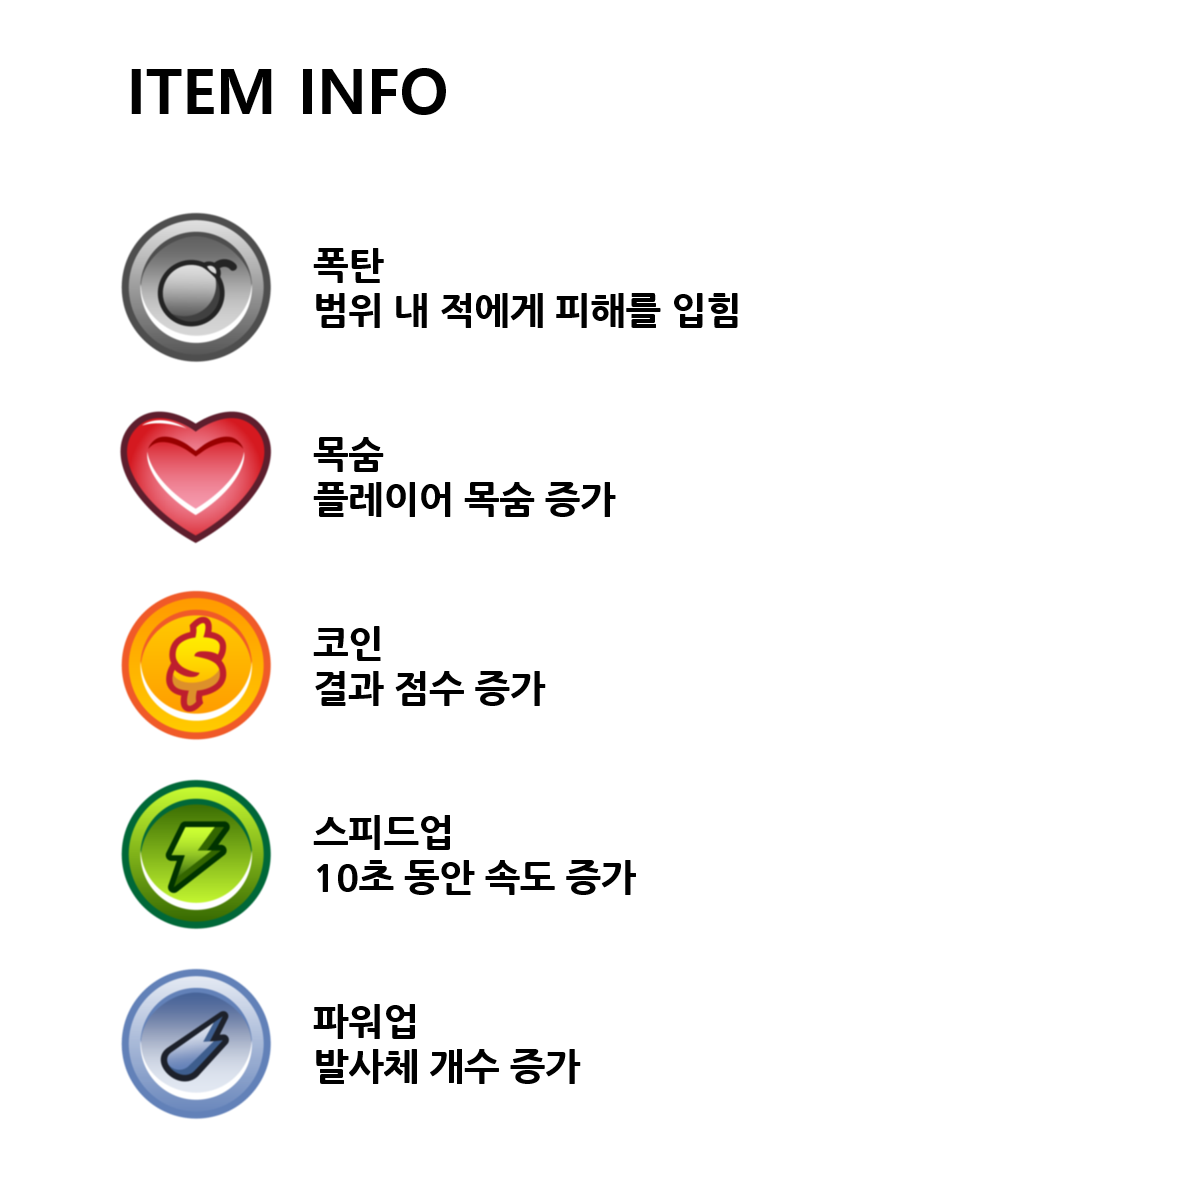 ITEM INFO
폭탄
범위 내 적에게 피해를 입힘
목숨
플레이어 목숨 증가
코인
결과 점수 증가
스피드업
10초 동안 속도 증가
파워업
발사체 개수 증가